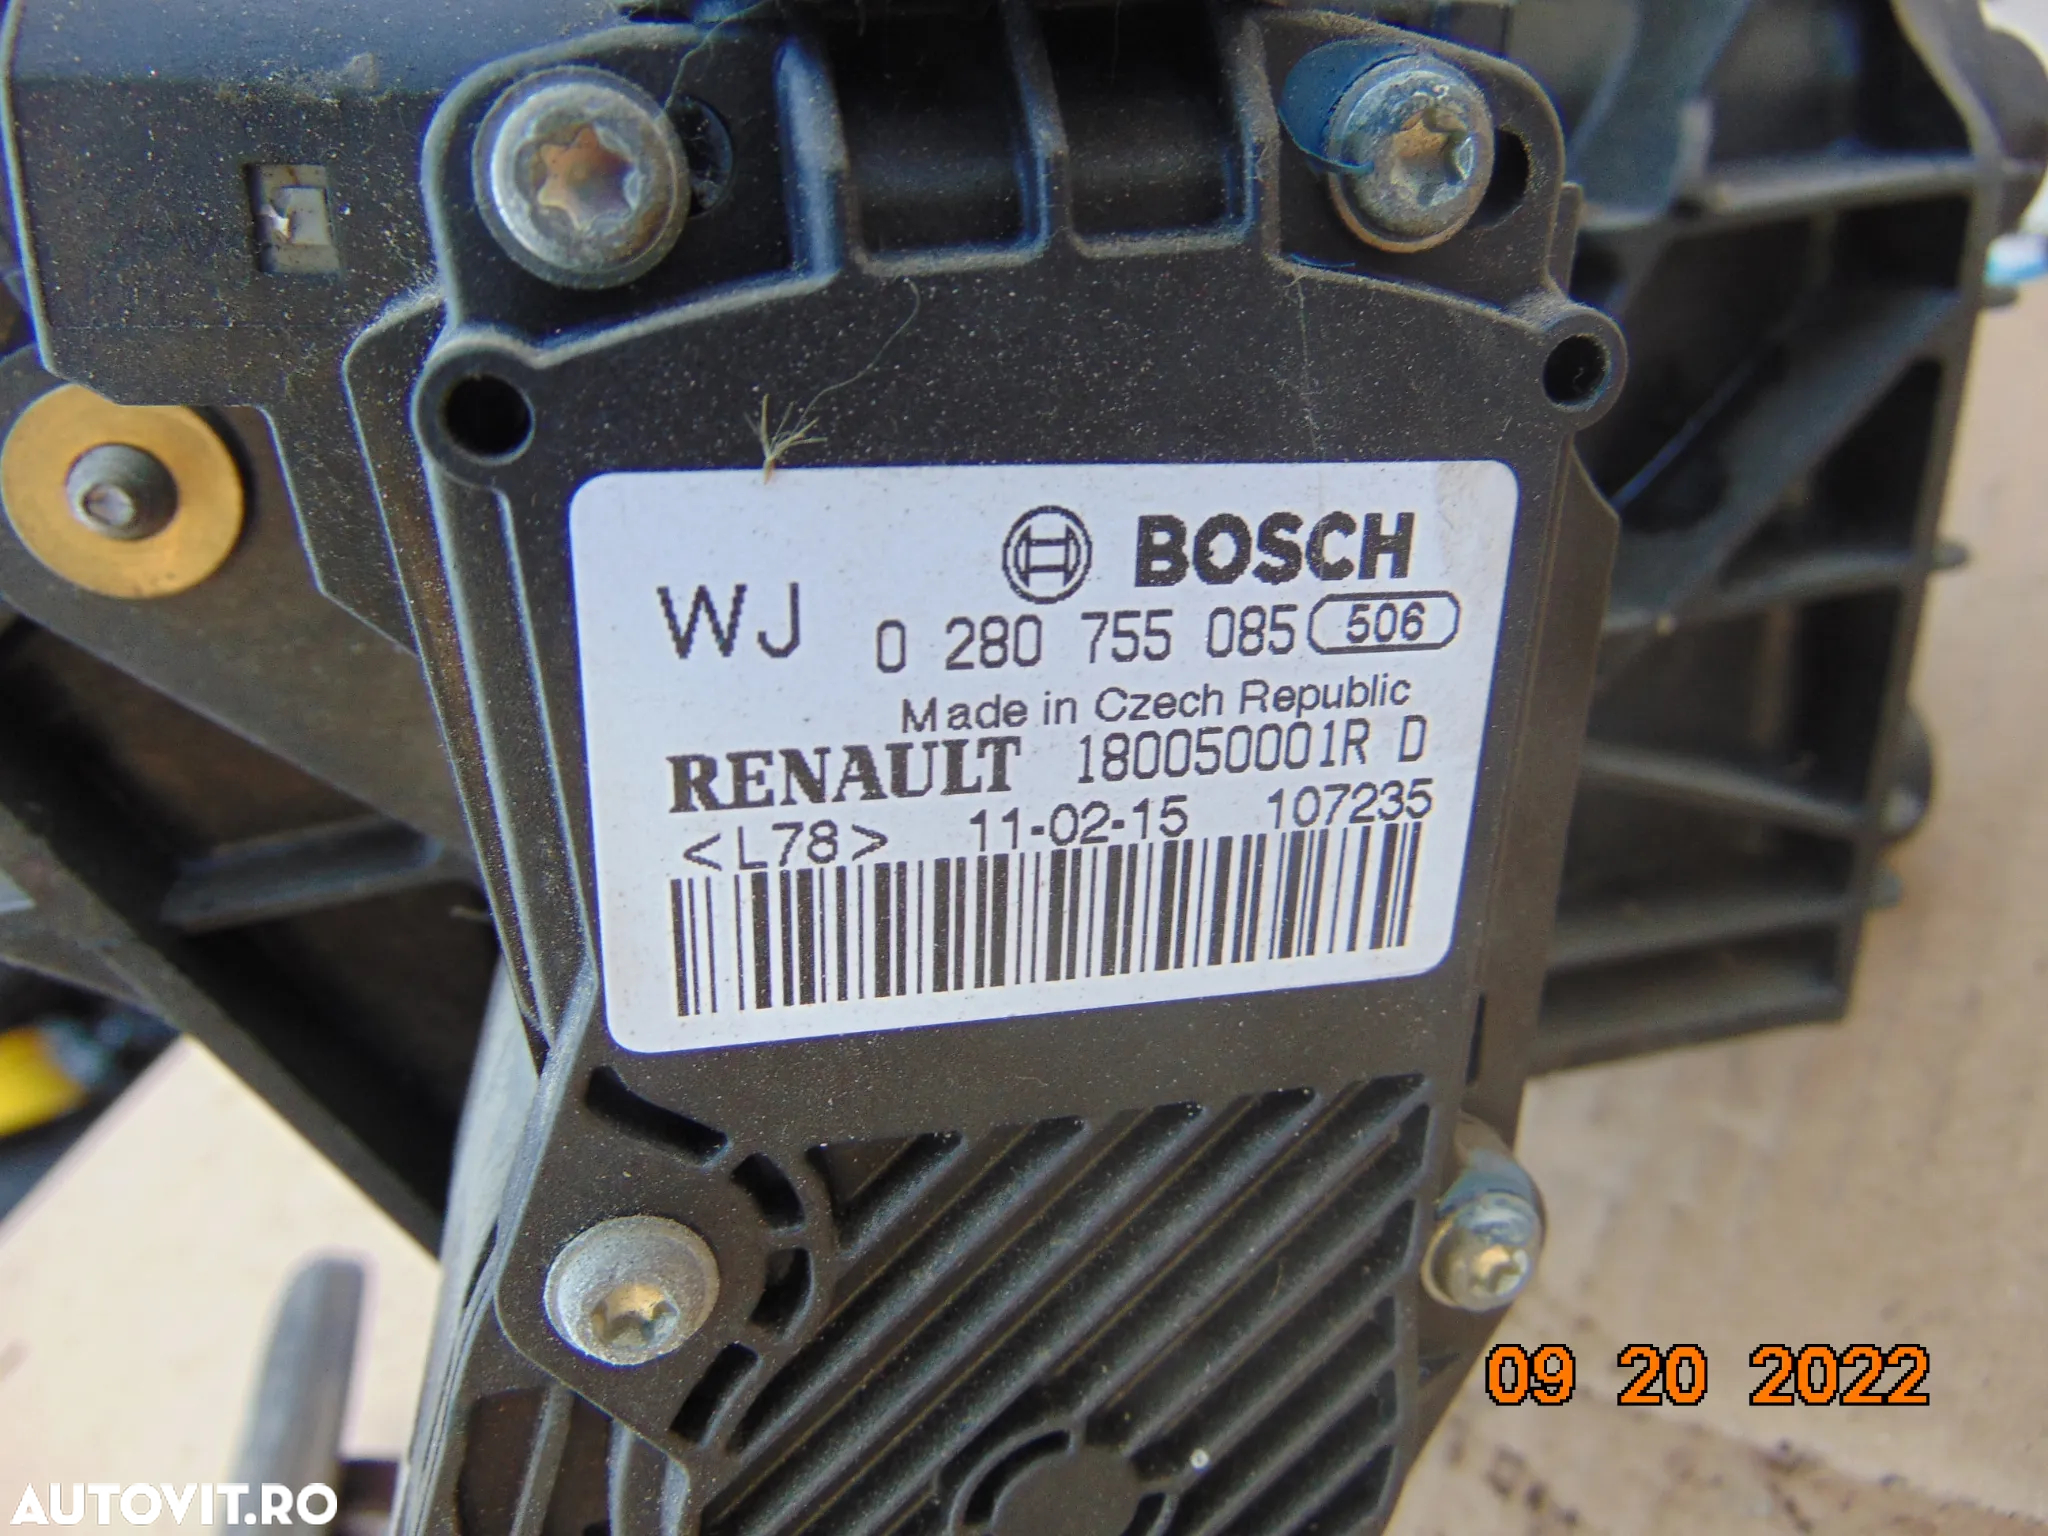 BOSCH
WJ 0 280 755 085 506
Made in Czech Republic
RENAULT 180050001R D
<L78> 11-02-15 107235
09 20 2022
AUTOVIT.RO